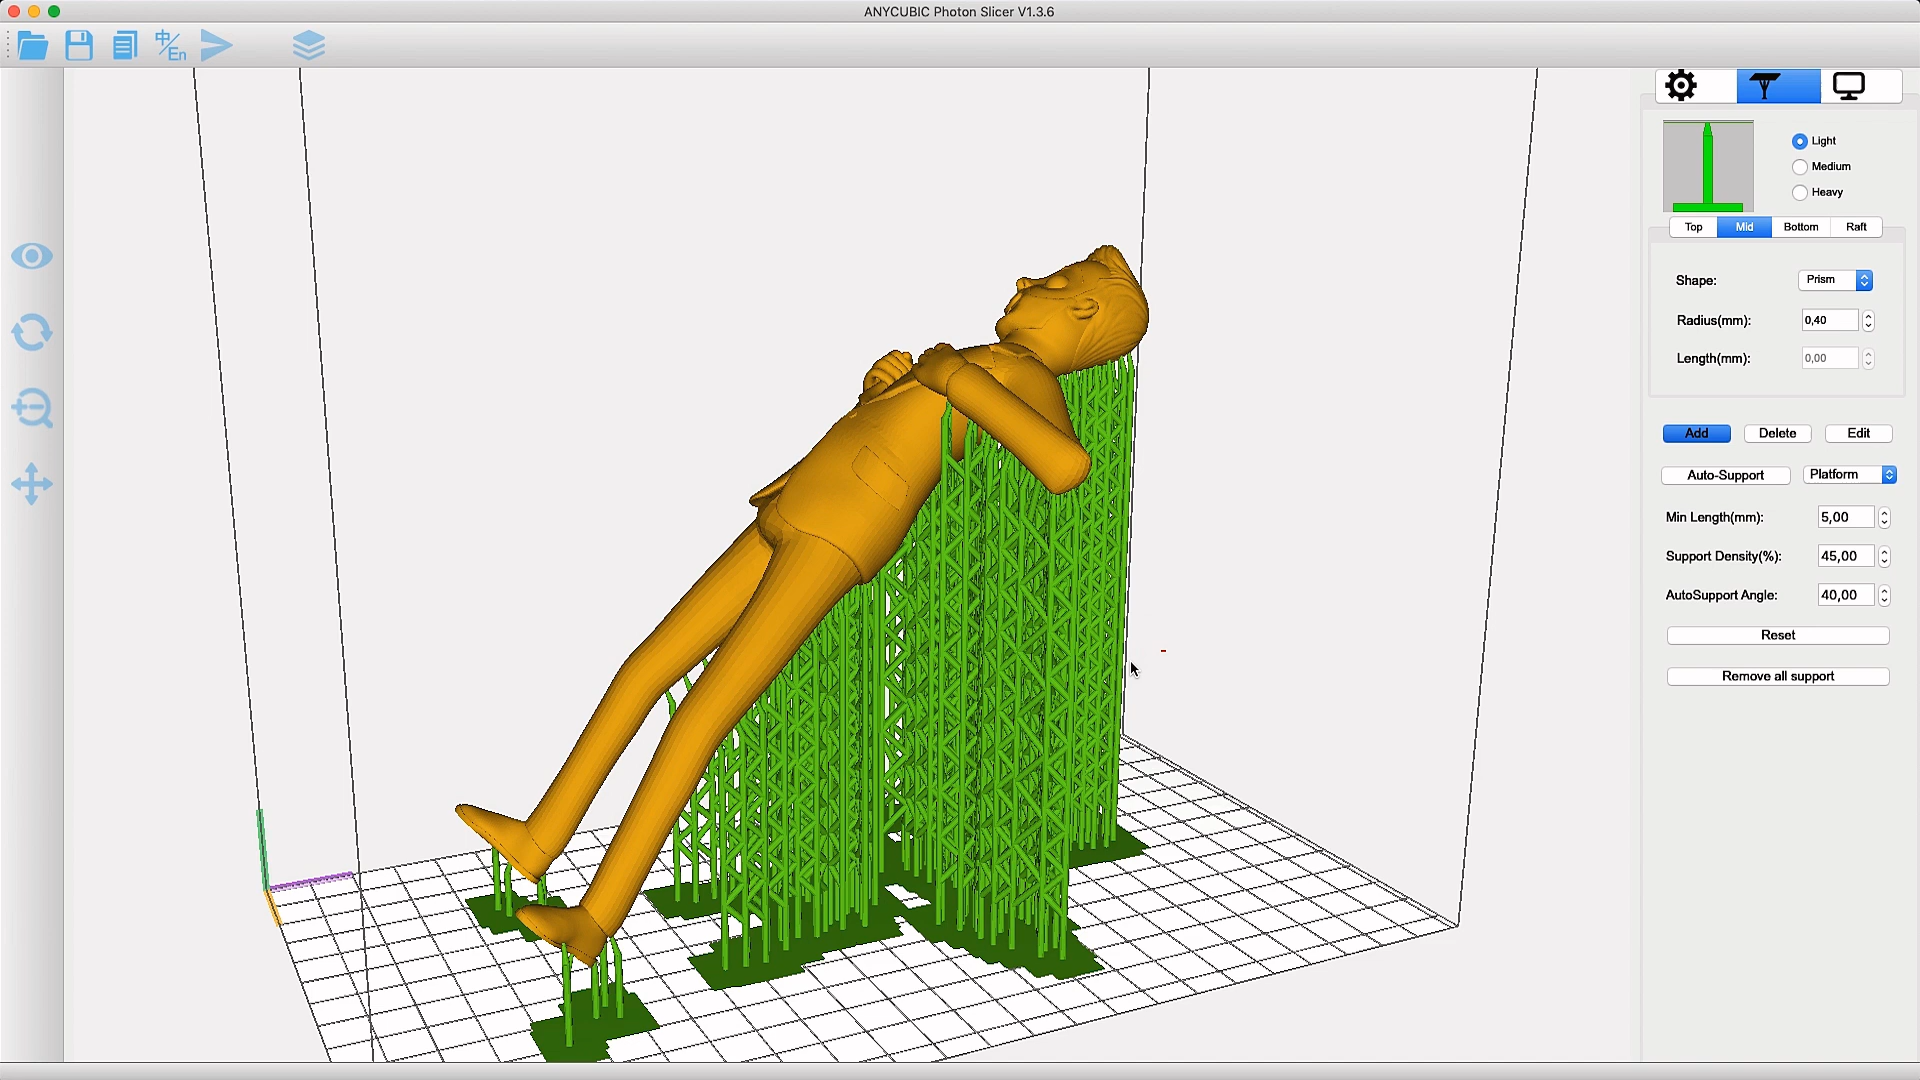 ANYCUBIC Photon Slicer V1.3.6
中/En
Light
Medium
Heavy
Top Mid Bottom Raft
Shape: Prism
Radius(mm): 0,40
Length(mm): 0,00
Add Delete Edit
Auto-Support Platform
Min Length(mm): 5,00
Support Density(%): 45,00
AutoSupport Angle: 40,00
Reset
Remove all support